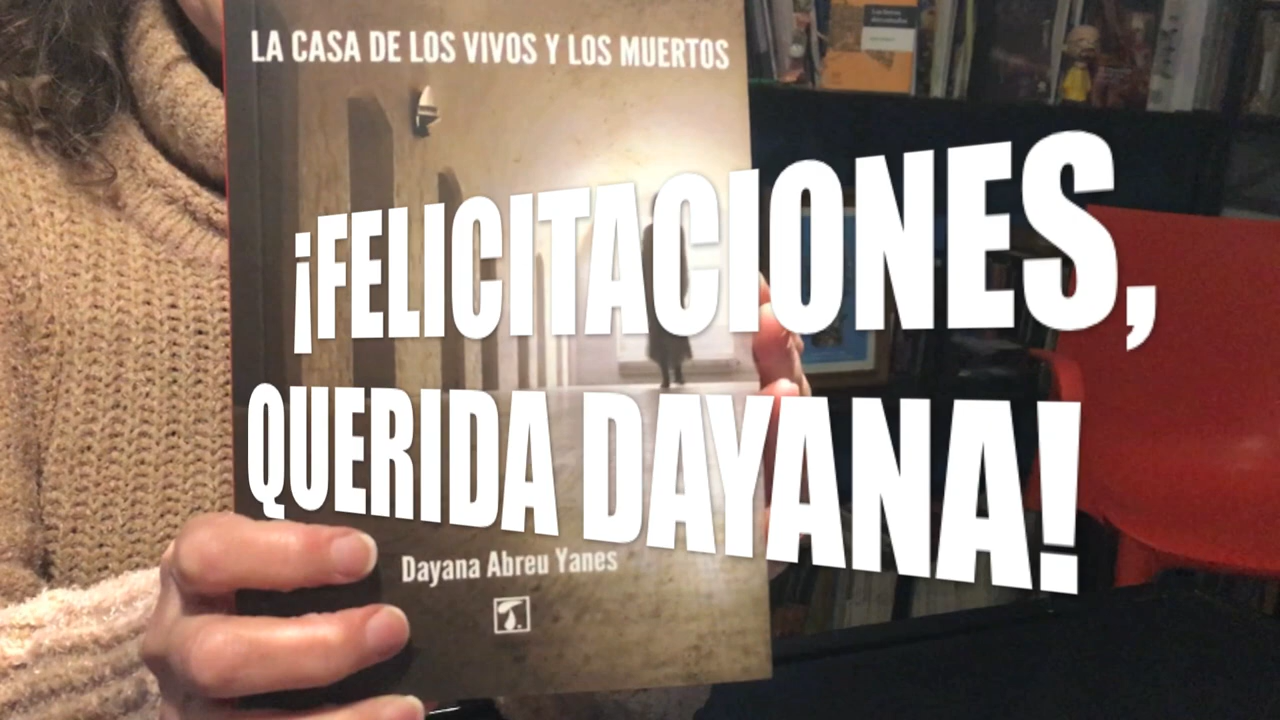 LA CASA DE LOS VIVOS Y LOS MUERTOS
¡FELICITACIONES,
QUERIDA DAYANA!
Dayana Abreu Yanes